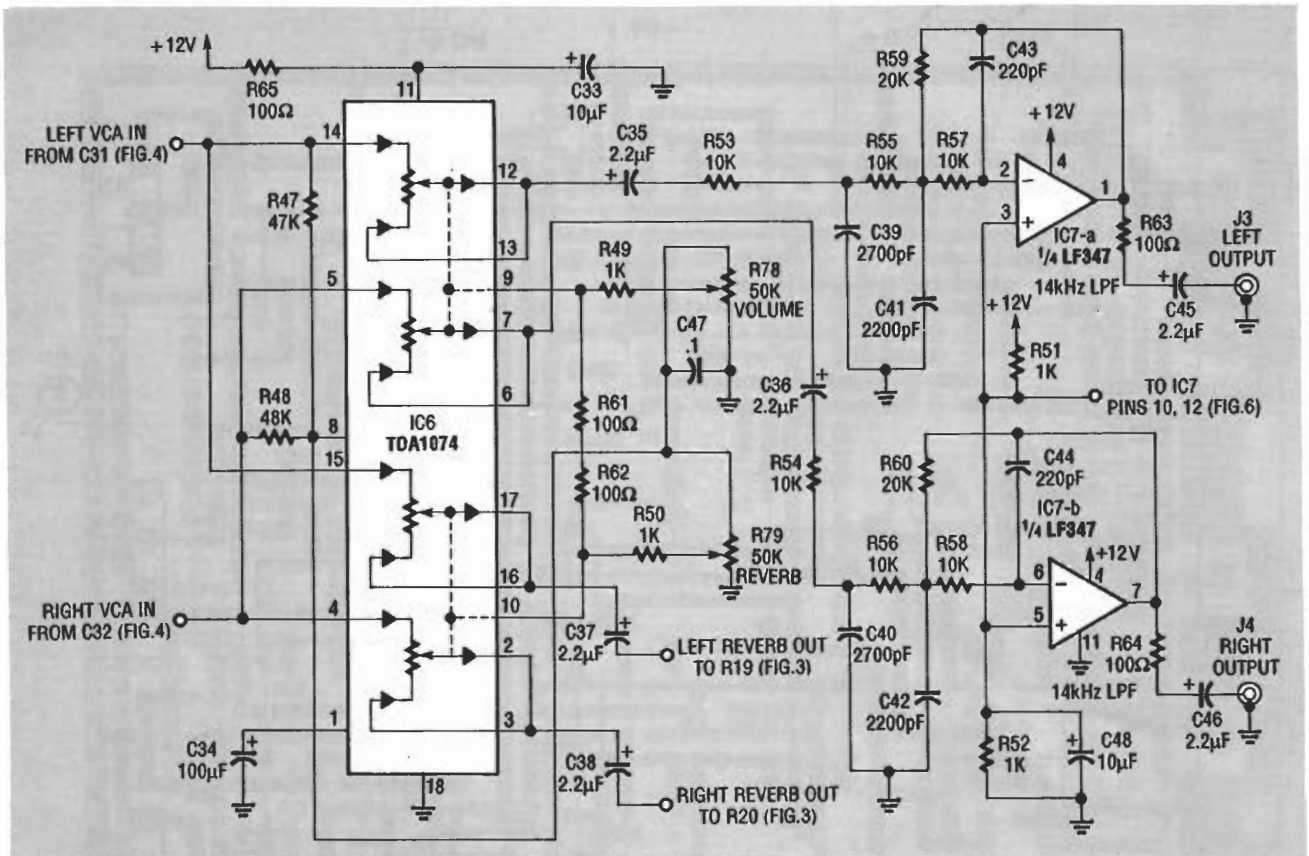 +12V
R65
100Ω
11
+
C33
10µF
LEFT VCA IN
FROM C31 (FIG.4)
14
R47
47K
12
13
C35
2.2µF
+
R53
10K
R55
10K
R57
10K
R59
20K
C43
220pF
+12V
4
2
−
3
+
1
IC7-a
1/4 LF347
14kHz LPF
R63
100Ω
J3
LEFT
OUTPUT
+
C45
2.2µF
C39
2700pF
C41
2200pF
5
9
7
6
R49
1K
R78
50K
VOLUME
C47
.1
+12V
R51
1K
TO IC7
PINS 10, 12 (FIG.6)
R48
48K
8
IC6
TDA1074
15
R61
100Ω
R62
100Ω
C36
2.2µF
+
R54
10K
R60
20K
C44
220pF
IC7-b
1/4 LF347
17
16
10
R50
1K
R79
50K
REVERB
R56
10K
R58
10K
6
−
5
+
+12V
4
7
11
R64
100Ω
14kHz LPF
J4
RIGHT
OUTPUT
+
C46
2.2µF
RIGHT VCA IN
FROM C32 (FIG.4)
4
2
3
C37
2.2µF
+
LEFT REVERB OUT
TO R19 (FIG.3)
C40
2700pF
C42
2200pF
1
C34
100µF
+
18
C38
2.2µF
+
RIGHT REVERB OUT
TO R20 (FIG.3)
R52
1K
+
C48
10µF